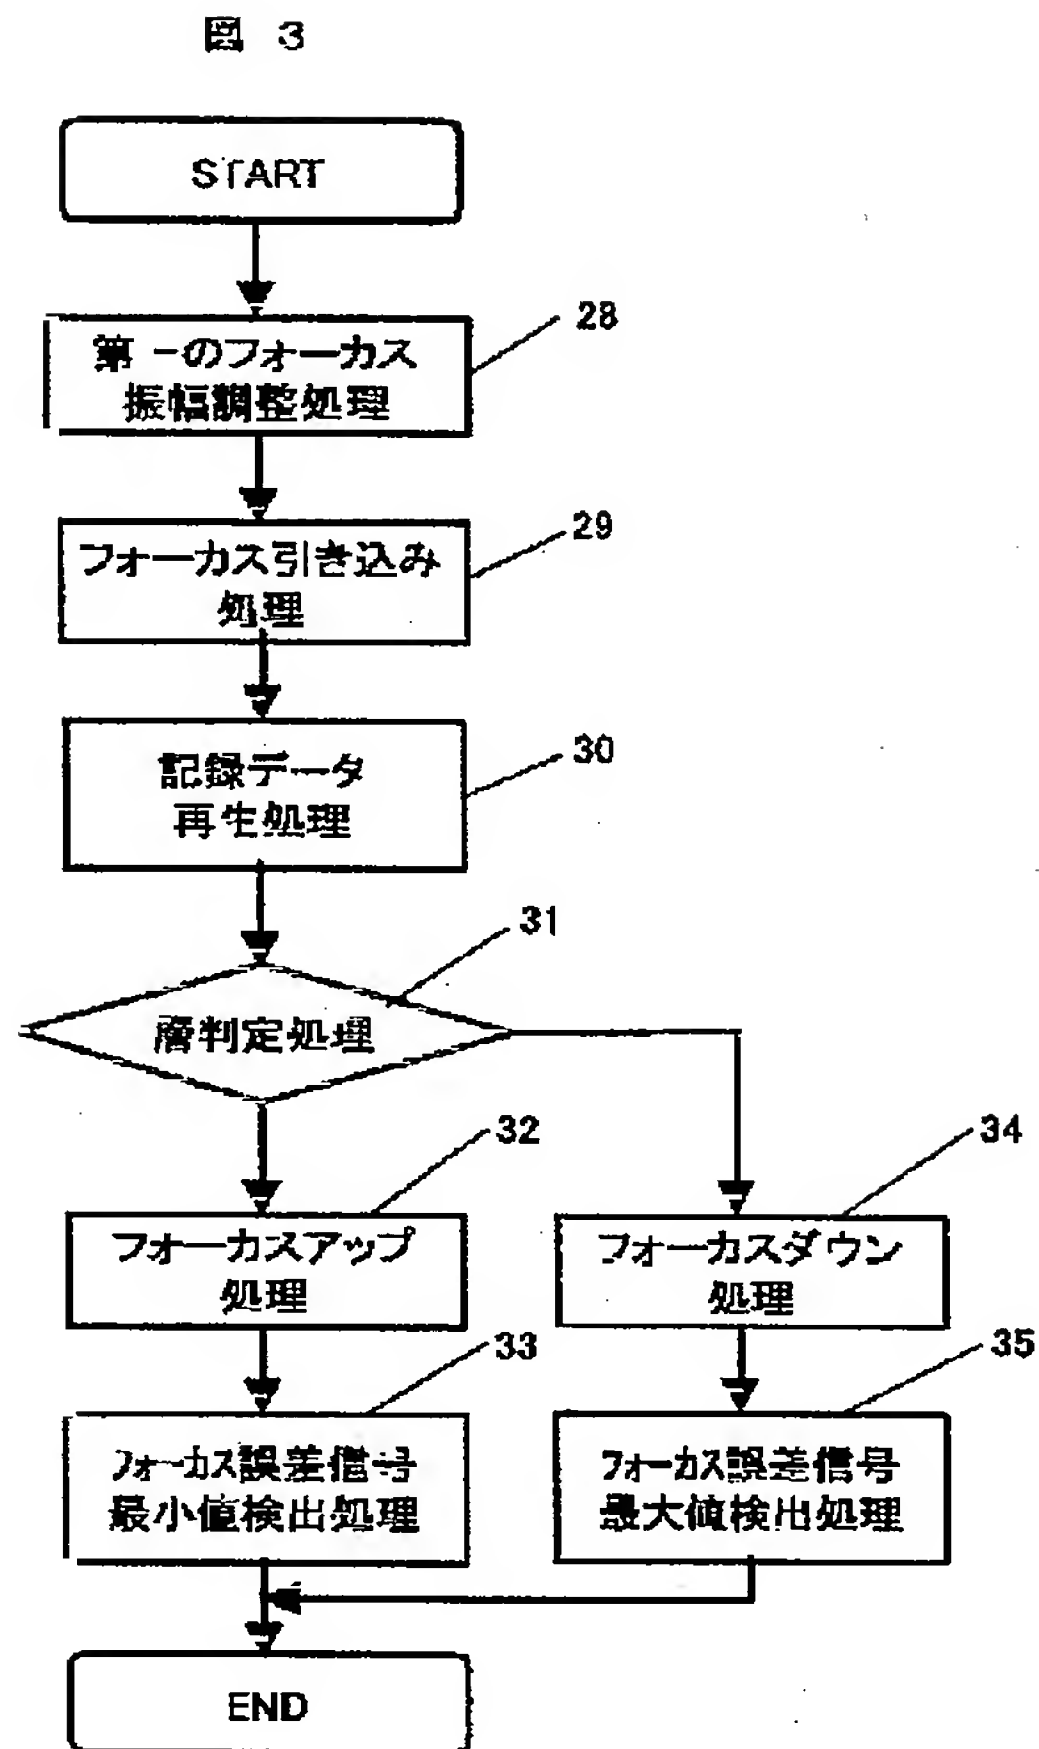 図 3
START
28
第一のフォーカス
振幅調整処理
29
フォーカス引き込み
処理
30
記録データ
再生処理
31
層判定処理
32
34
フォーカスアップ
処理
フォーカスダウン
処理
33
35
フォーカス誤差信号
最小値検出処理
フォーカス誤差信号
最大値検出処理
END